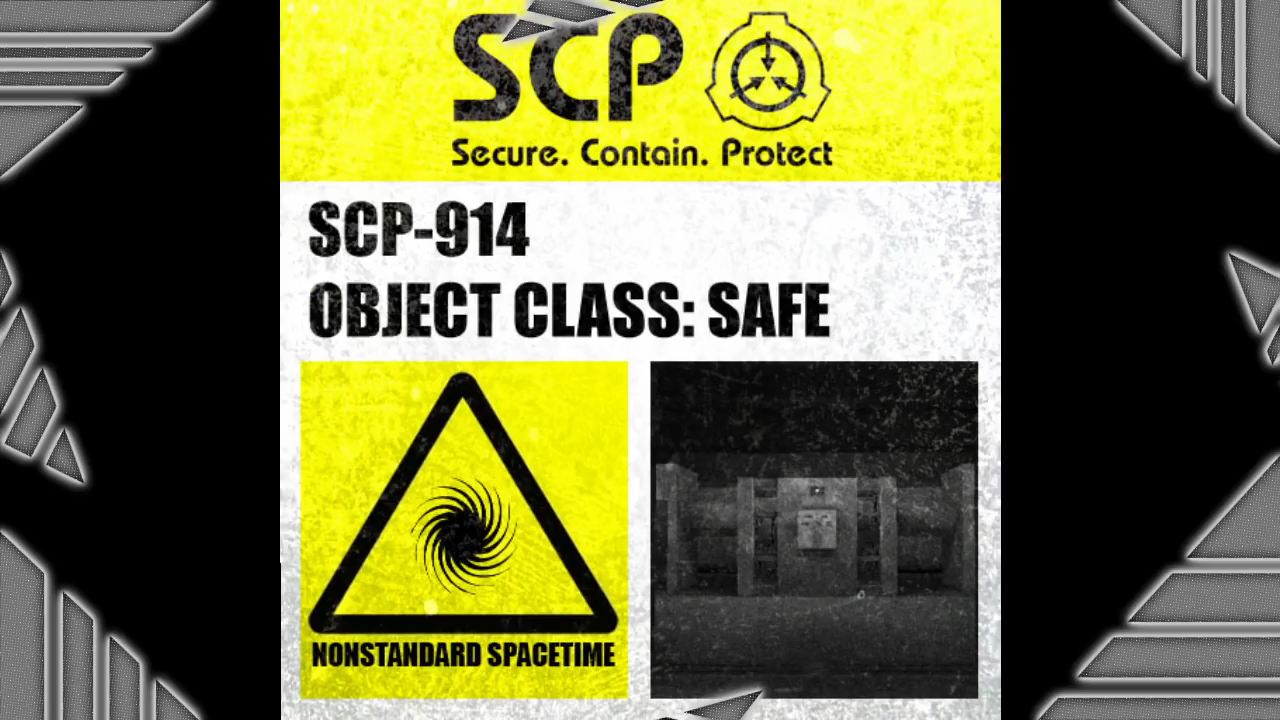 SCP
Secure. Contain. Protect
SCP-914
OBJECT CLASS: SAFE
NONSTANDARD SPACETIME